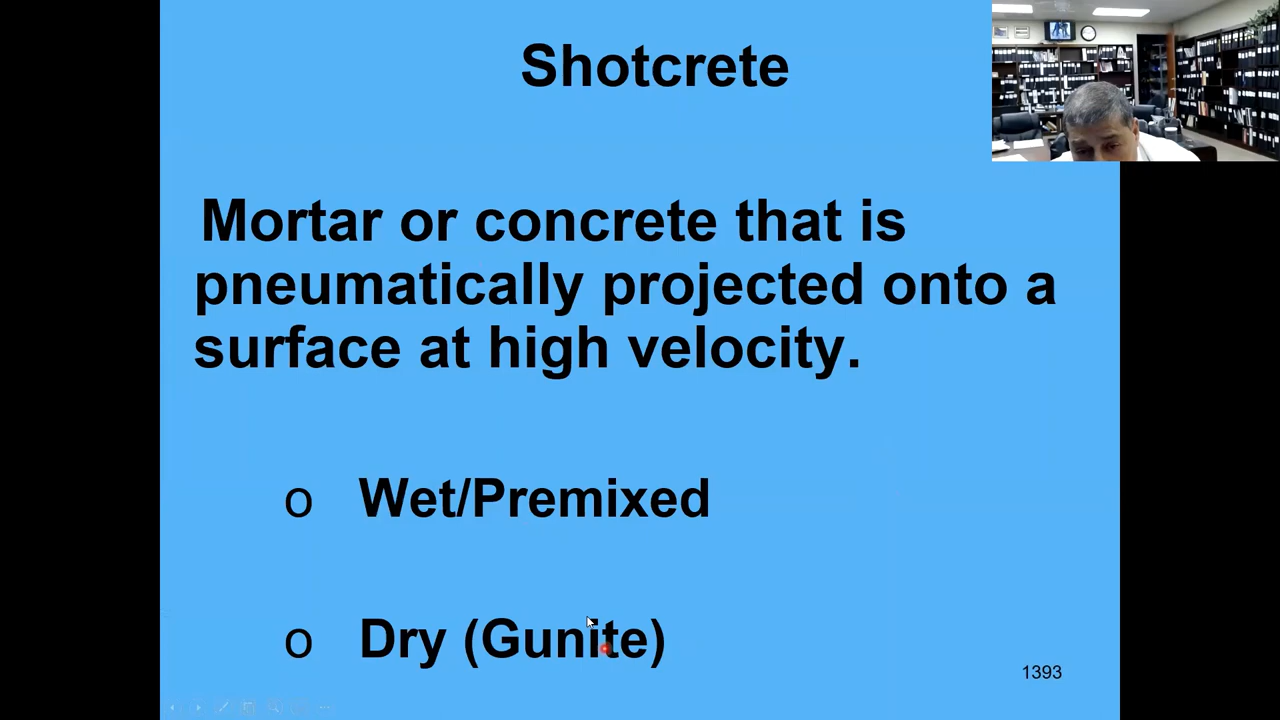 Shotcrete
Mortar or concrete that is
pneumatically projected onto a
surface at high velocity.
o Wet/Premixed
o Dry (Gunite)
1393